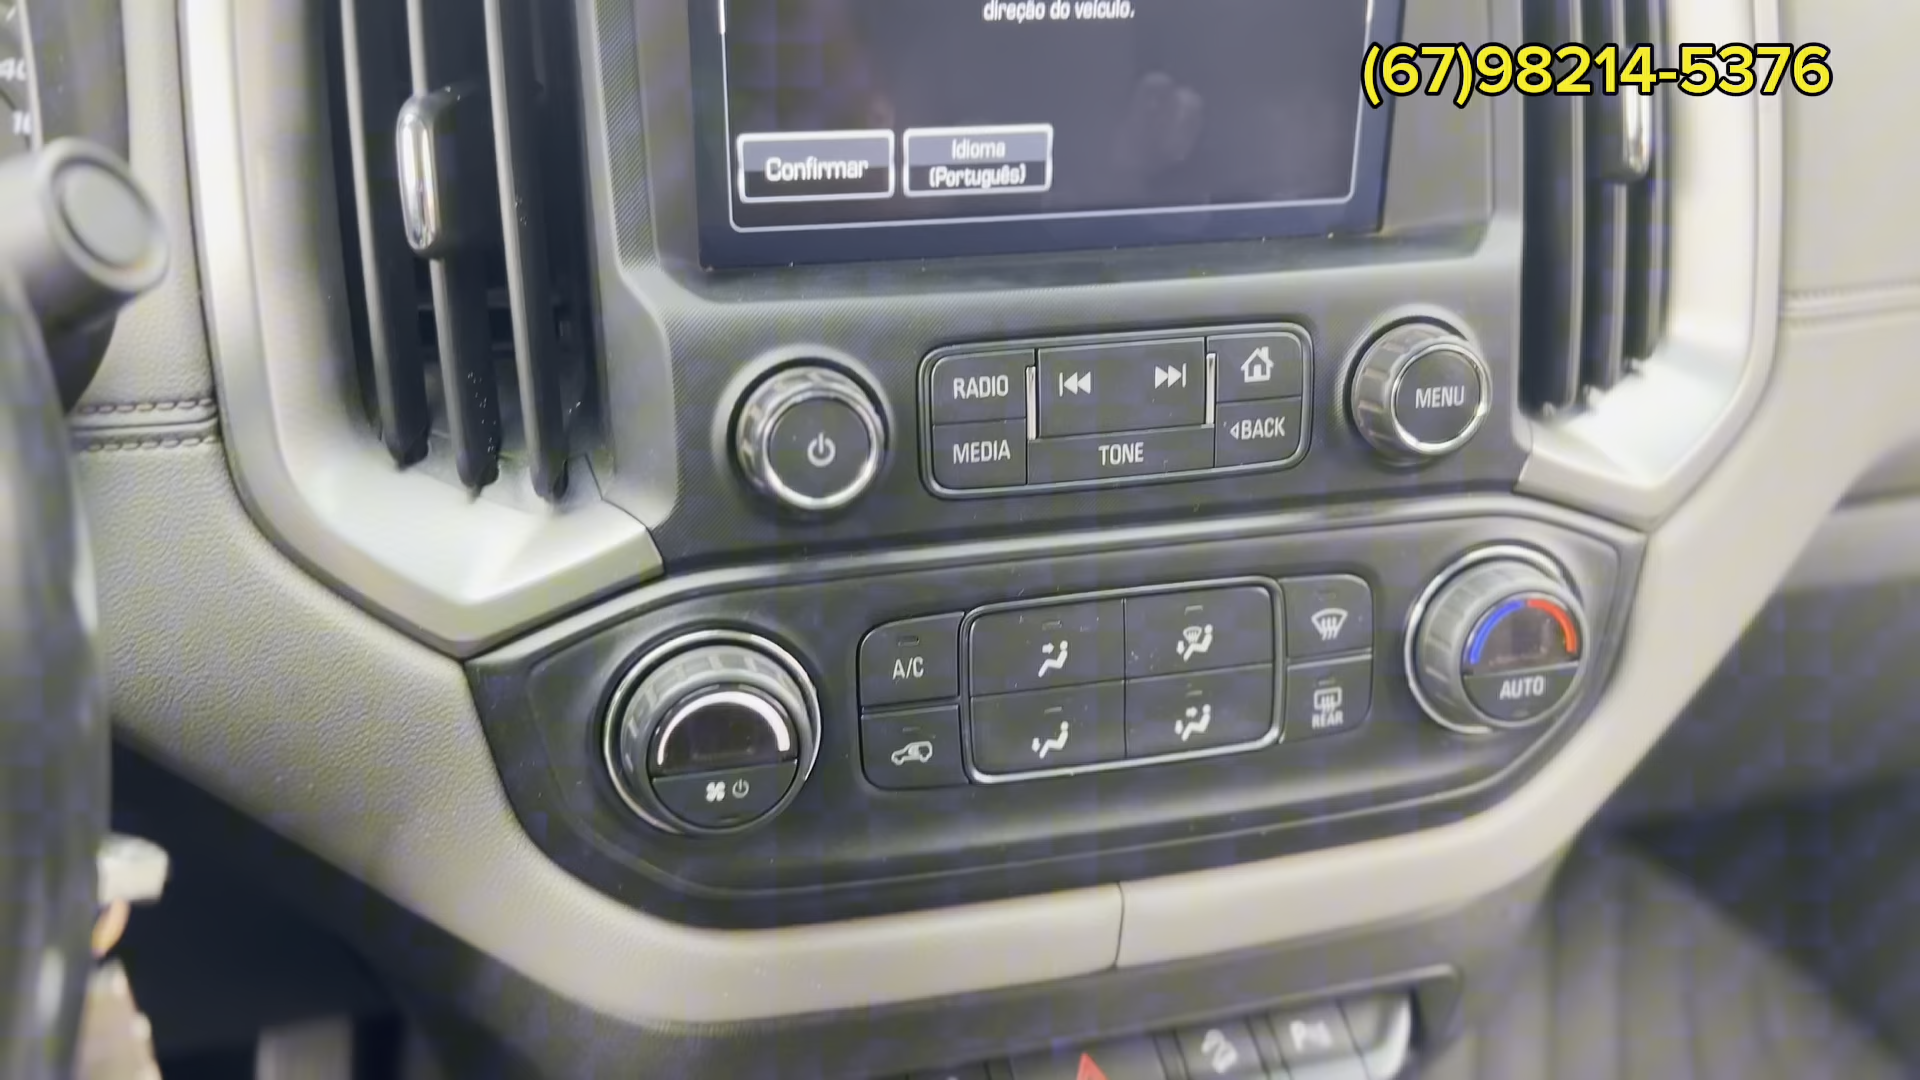 direção do veículo.
(67)98214-5376
Confirmar
Idioma
(Português)
RADIO
MEDIA
TONE
BACK
MENU
A/C
REAR
AUTO